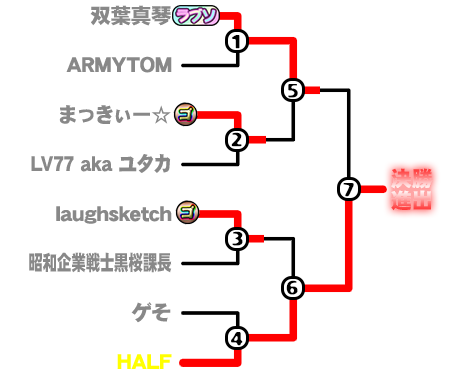 双葉真琴 ラブソ
①
ARMYTOM
⑤
まっきぃー☆ ゴ
②
LV77 aka ユタカ
⑦
決勝
進出
laughsketch ゴ
③
昭和企業戦士黒桜課長
⑥
ゲそ
④
HALF